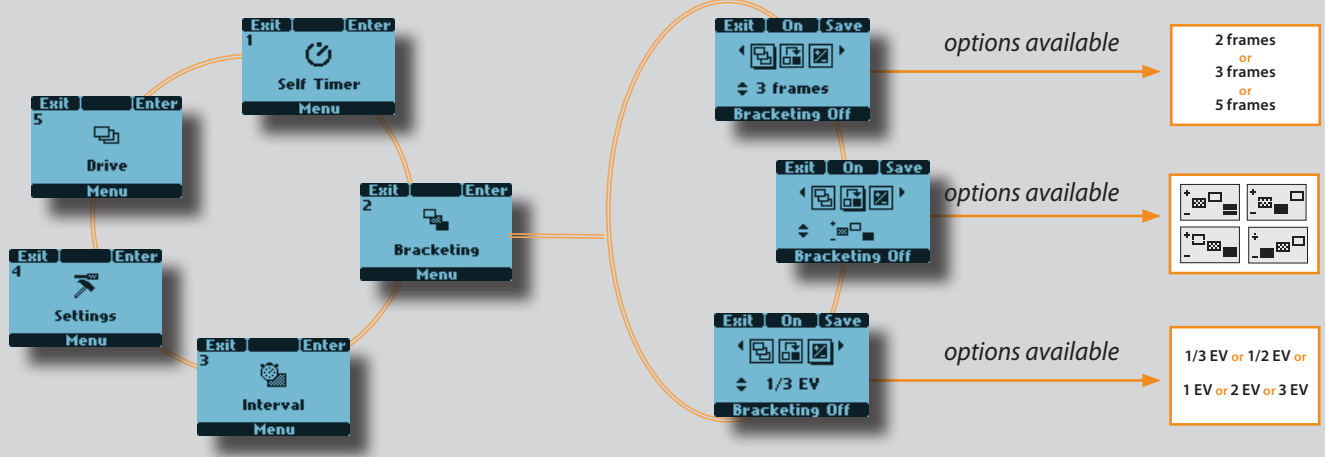 Exit Enter
1
Self Timer
Menu
Exit Enter
2
Bracketing
Menu
Exit Enter
3
Interval
Menu
Exit Enter
4
Settings
Menu
Exit Enter
5
Drive
Menu
Exit On Save
3 frames
Bracketing Off
options available
2 frames
or
3 frames
or
5 frames
Exit On Save
Bracketing Off
options available
Exit On Save
1/3 EV
Bracketing Off
options available
1/3 EV or 1/2 EV or
1 EV or 2 EV or 3 EV